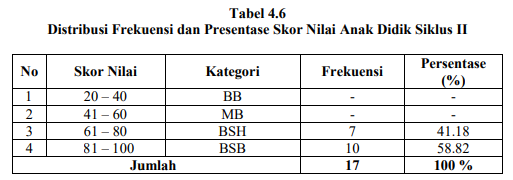 Tabel 4.6
Distribusi Frekuensi dan Presentase Skor Nilai Anak Didik Siklus II
No Skor Nilai Kategori Frekuensi Persentase (%)
1 20 – 40 BB - -
2 41 – 60 MB - -
3 61 – 80 BSH 7 41.18
4 81 – 100 BSB 10 58.82
Jumlah 17 100 %